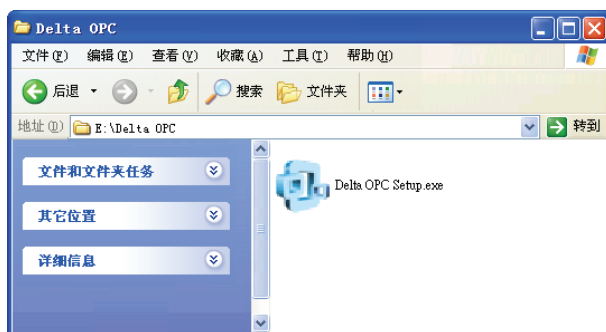 Delta OPC
文件(F) 编辑(E) 查看(V) 收藏(A) 工具(T) 帮助(H)
后退 搜索 文件夹
地址(D) E:\Delta OPC 转到
文件和文件夹任务
Delta OPC Setup.exe
其它位置
详细信息